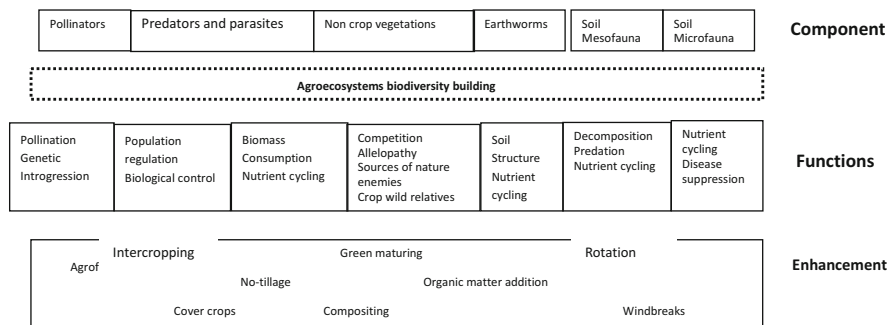 Pollinators
Predators and parasites
Non crop vegetations
Earthworms
Soil
Mesofauna
Soil
Microfauna
Component
Agroecosystems biodiversity building
Pollination
Genetic
Introgression
Population
regulation
Biological control
Biomass
Consumption
Nutrient cycling
Competition
Allelopathy
Sources of nature
enemies
Crop wild relatives
Soil
Structure
Nutrient
cycling
Decomposition
Predation
Nutrient cycling
Nutrient
cycling
Disease
suppression
Functions
Intercropping
Green maturing
Rotation
Enhancement
Agrof
No-tillage
Organic matter addition
Cover crops
Compositing
Windbreaks